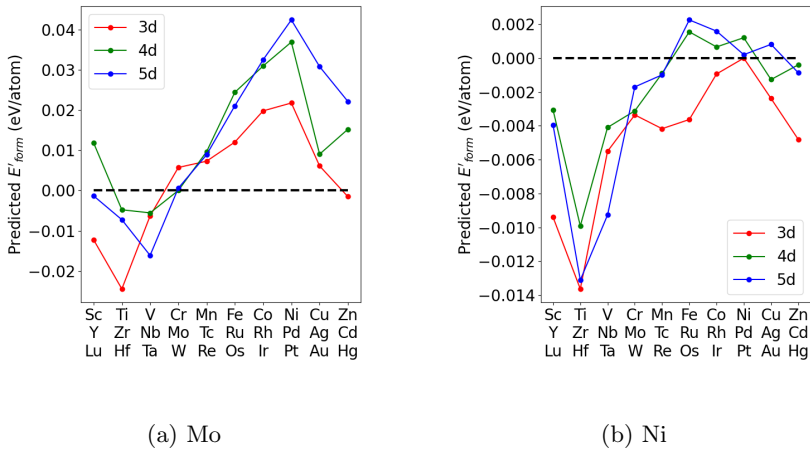 Predicted E'form (eV/atom)
0.04
0.03
0.02
0.01
0.00
−0.01
−0.02
3d
4d
5d
Sc Ti V Cr Mn Fe Co Ni Cu Zn
Y Zr Nb Mo Tc Ru Rh Pd Ag Cd
Lu Hf Ta W Re Os Ir Pt Au Hg
(a) Mo
Predicted E'form (eV/atom)
0.002
0.000
−0.002
−0.004
−0.006
−0.008
−0.010
−0.012
−0.014
3d
4d
5d
Sc Ti V Cr Mn Fe Co Ni Cu Zn
Y Zr Nb Mo Tc Ru Rh Pd Ag Cd
Lu Hf Ta W Re Os Ir Pt Au Hg
(b) Ni